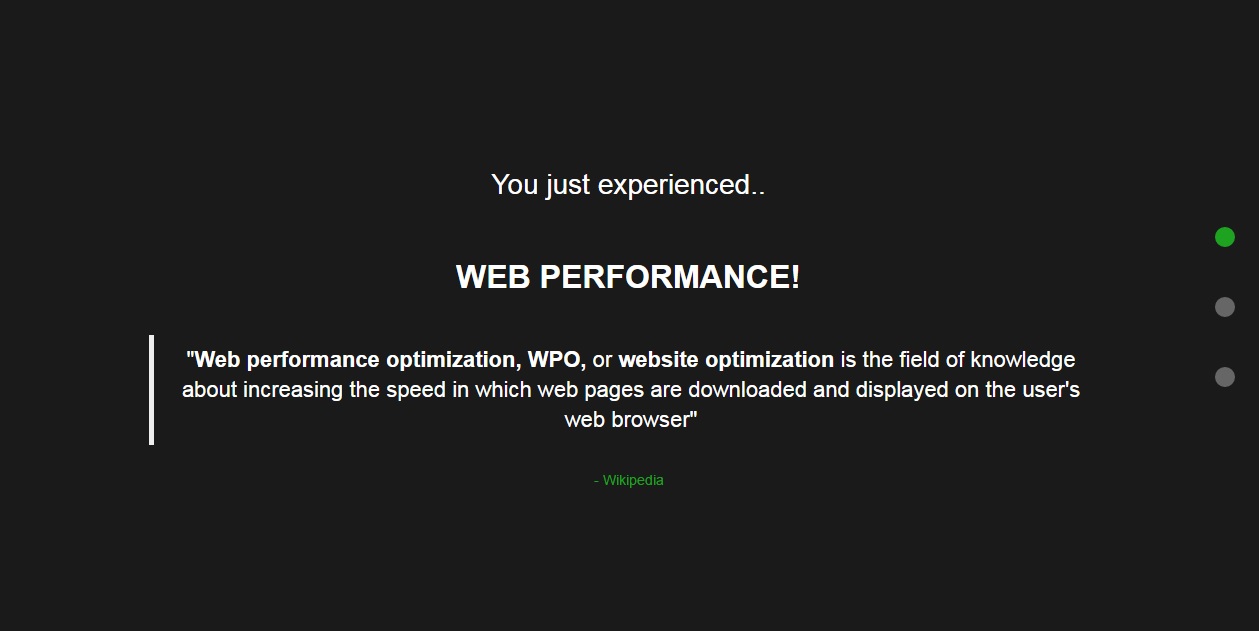 You just experienced..
WEB PERFORMANCE!
"Web performance optimization, WPO, or website optimization is the field of knowledge
about increasing the speed in which web pages are downloaded and displayed on the user's
web browser"
- Wikipedia